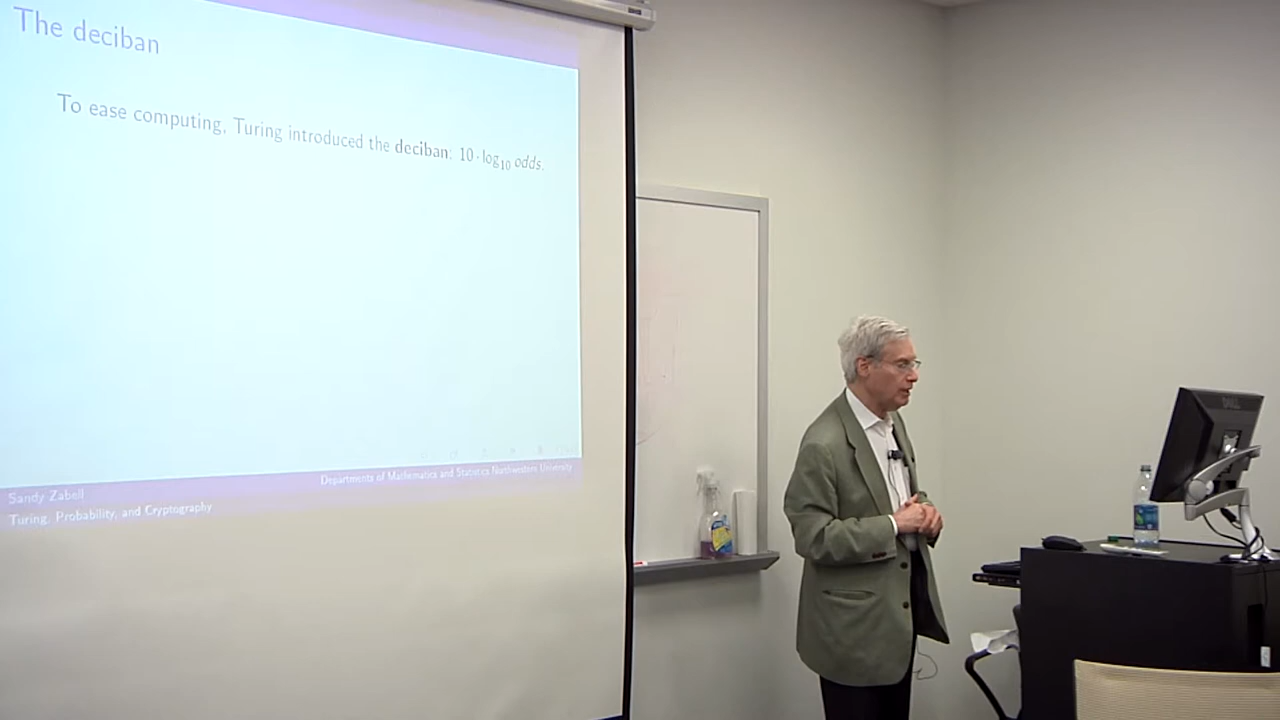 The deciban
To ease computing, Turing introduced the deciban: 10 · log₁₀ odds.
Sandy Zabell
Departments of Mathematics and Statistics Northwestern University
Turing, Probability, and Cryptography
DELL